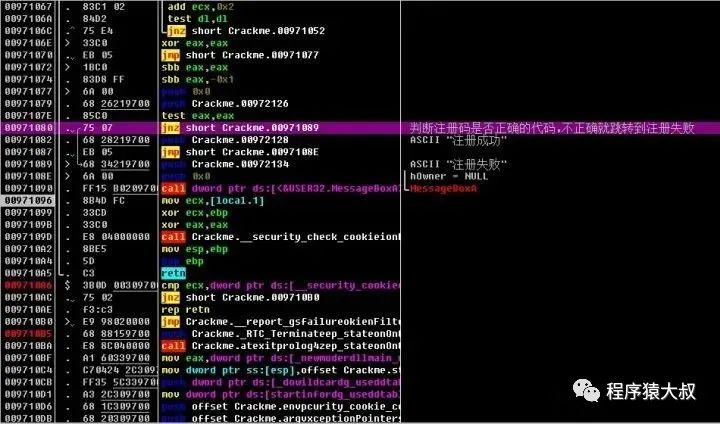 00971067 . 83C1 02 add ecx,0x2
0097106A . 84D2 test dl,dl
0097106C .^ 75 E4 jnz short Crackme.00971052
0097106E > 33C0 xor eax,eax
00971070 . EB 05 jmp short Crackme.00971077
00971072 > 1BC0 sbb eax,eax
00971074 . 83D8 FF sbb eax,-0x1
00971077 > 6A 00 push 0x0
00971079 . 68 26219700 push Crackme.00972126
0097107E . 85C0 test eax,eax
00971080 . 75 07 jnz short Crackme.00971089 判断注册码是否正确的代码,不正确就跳转到注册失败
00971082 . 68 28219700 push Crackme.00972128 ASCII "注册成功"
00971087 . EB 05 jmp short Crackme.0097108E
00971089 > 68 34219700 push Crackme.00972134 ASCII "注册失败"
0097108E > 6A 00 push 0x0 hOwner = NULL
00971090 . FF15 B0209700 call dword ptr ds:[<&USER32.MessageBoxA> MessageBoxA
00971096 . 8B4D FC mov ecx,[local.1]
00971099 . 33CD xor ecx,ebp
0097109B . 33C0 xor eax,eax
0097109D . E8 04000000 call Crackme.__security_check_cookie
009710A2 . 8BE5 mov esp,ebp
009710A4 . 5D pop ebp
009710A5 . C3 retn
009710A6 $ 3B0D 00309700 cmp ecx,dword ptr ds:[__security_cookie
009710AC . 75 02 jnz short Crackme.009710B0
009710AE . F3:C3 rep retn
009710B0 > E9 98020000 jmp Crackme.__report_gsfailure
009710B5 . 68 88159700 push Crackme._RTC_Terminate
009710BA . E8 8C040000 call Crackme.atexit
009710BF . A1 60339700 mov eax,dword ptr ds:[_newmode
009710C4 . C70424 2C3097 mov dword ptr ss:[esp],offset Crackme.
009710CB . FF35 5C339700 push dword ptr ds:[_dowildcard
009710D1 . A3 2C309700 mov dword ptr ds:[startinfo
009710D6 . 68 1C309700 push offset Crackme.envp
009710DB . 68 20309700 push offset Crackme.argv
程序猿大叔